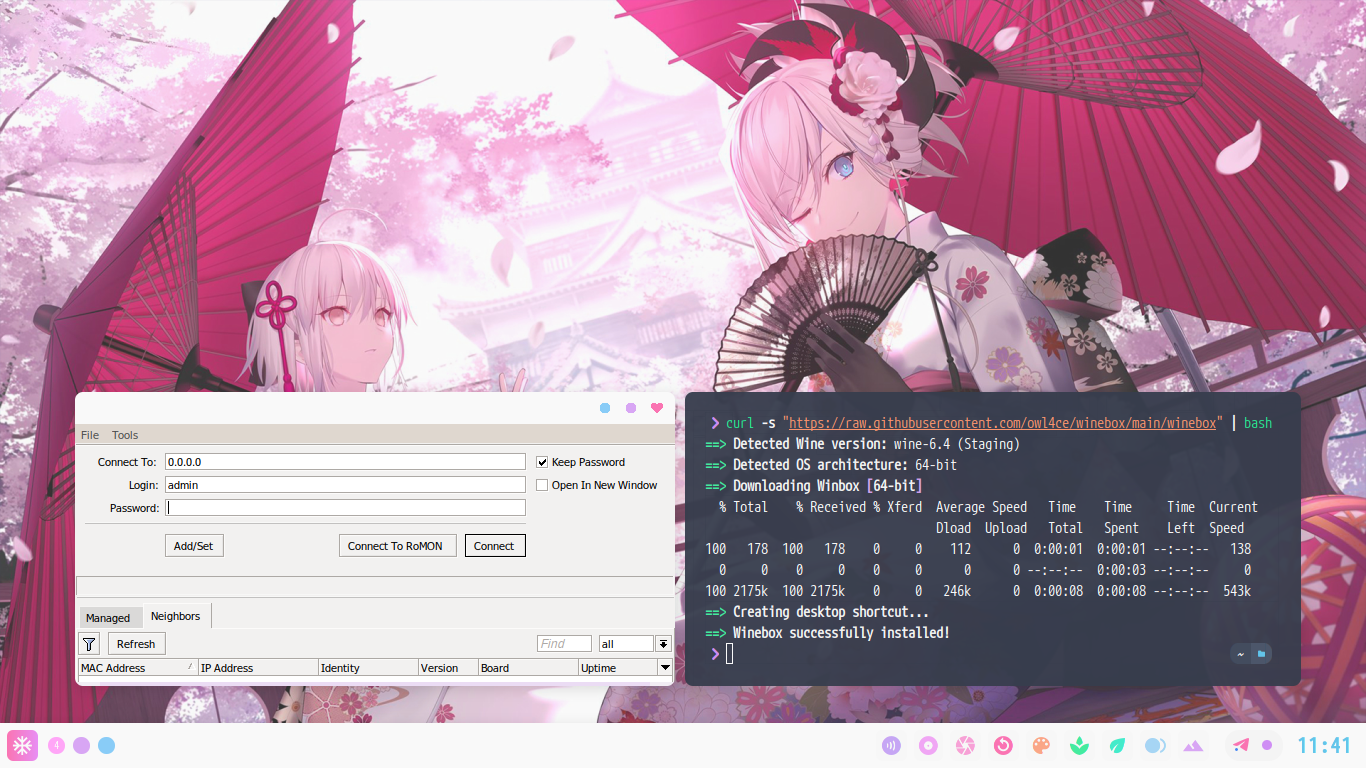 File Tools
Connect To: 0.0.0.0
Keep Password
Login: admin
Open In New Window
Password:
Add/Set
Connect To RoMON
Connect
Managed
Neighbors
Refresh
Find
all
MAC Address / IP Address Identity Version Board Uptime
❯ curl -s "https://raw.githubusercontent.com/owl4ce/winebox/main/winebox" | bash
==> Detected Wine version: wine-6.4 (Staging)
==> Detected OS architecture: 64-bit
==> Downloading Winbox [64-bit]
% Total % Received % Xferd Average Speed Time Time Time Current
Dload Upload Total Spent Left Speed
100 178 100 178 0 0 112 0 0:00:01 0:00:01 --:--:-- 138
0 0 0 0 0 0 0 0 --:--:-- 0:00:03 --:--:-- 0
100 2175k 100 2175k 0 0 246k 0 0:00:08 0:00:08 --:--:-- 543k
==> Creating desktop shortcut...
==> Winebox successfully installed!
❯
~
4
11:41